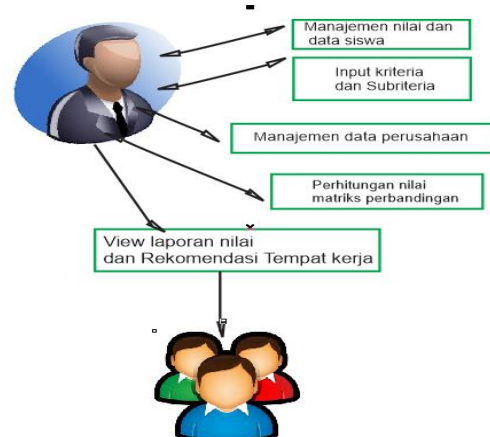 Manajemen nilai dan
data siswa
Input kriteria
dan Subriteria
Manajemen data perusahaan
Perhitungan nilai
matriks perbandingan
View laporan nilai
dan Rekomendasi Tempat kerja